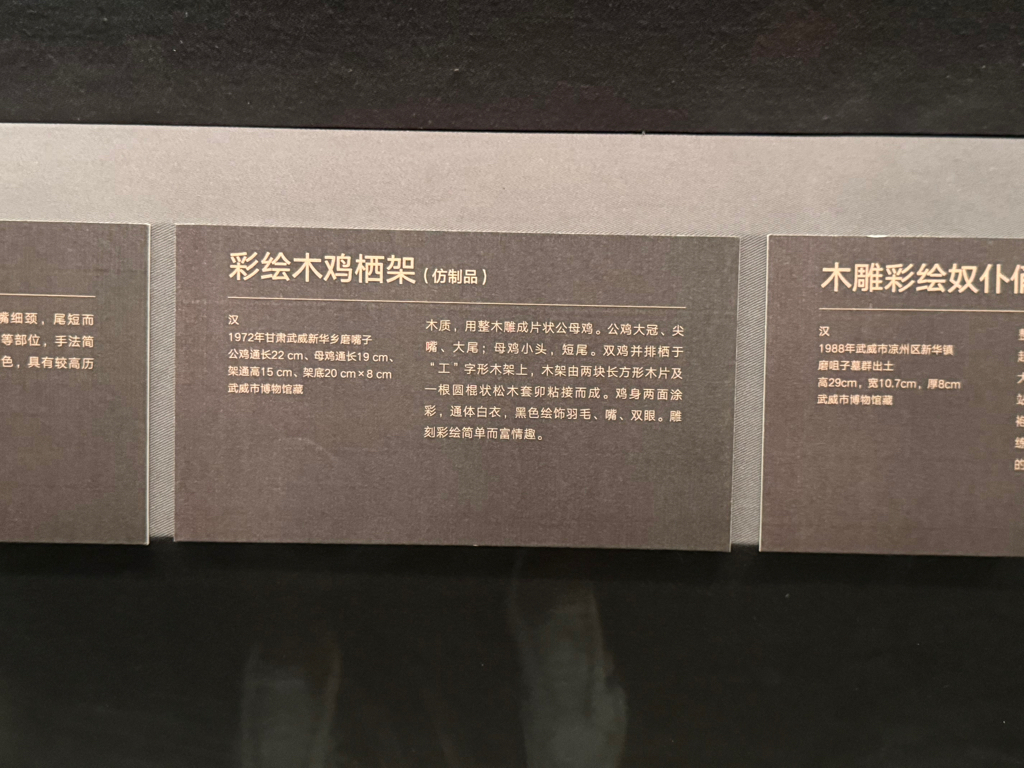 嘴细颈，尾短而
等部位，手法简
色，具有较高历
彩绘木鸡栖架（仿制品）
汉
1972年甘肃武威新华乡磨嘴子
公鸡通长22 cm、母鸡通长19 cm、
架通高15 cm、架底20 cm×8 cm
武威市博物馆藏
木质，用整木雕成片状公母鸡。公鸡大冠、尖
嘴、大尾；母鸡小头，短尾。双鸡并排栖于
“工”字形木架上，木架由两块长方形木片及
一根圆棍状松木套卯粘接而成。鸡身两面涂
彩，通体白衣，黑色绘饰羽毛、嘴、双眼。雕
刻彩绘简单而富情趣。
木雕彩绘奴仆
汉
1988年武威市凉州区新华镇
磨咀子墓群出土
高29cm，宽10.7cm，厚8cm
武威市博物馆藏
的